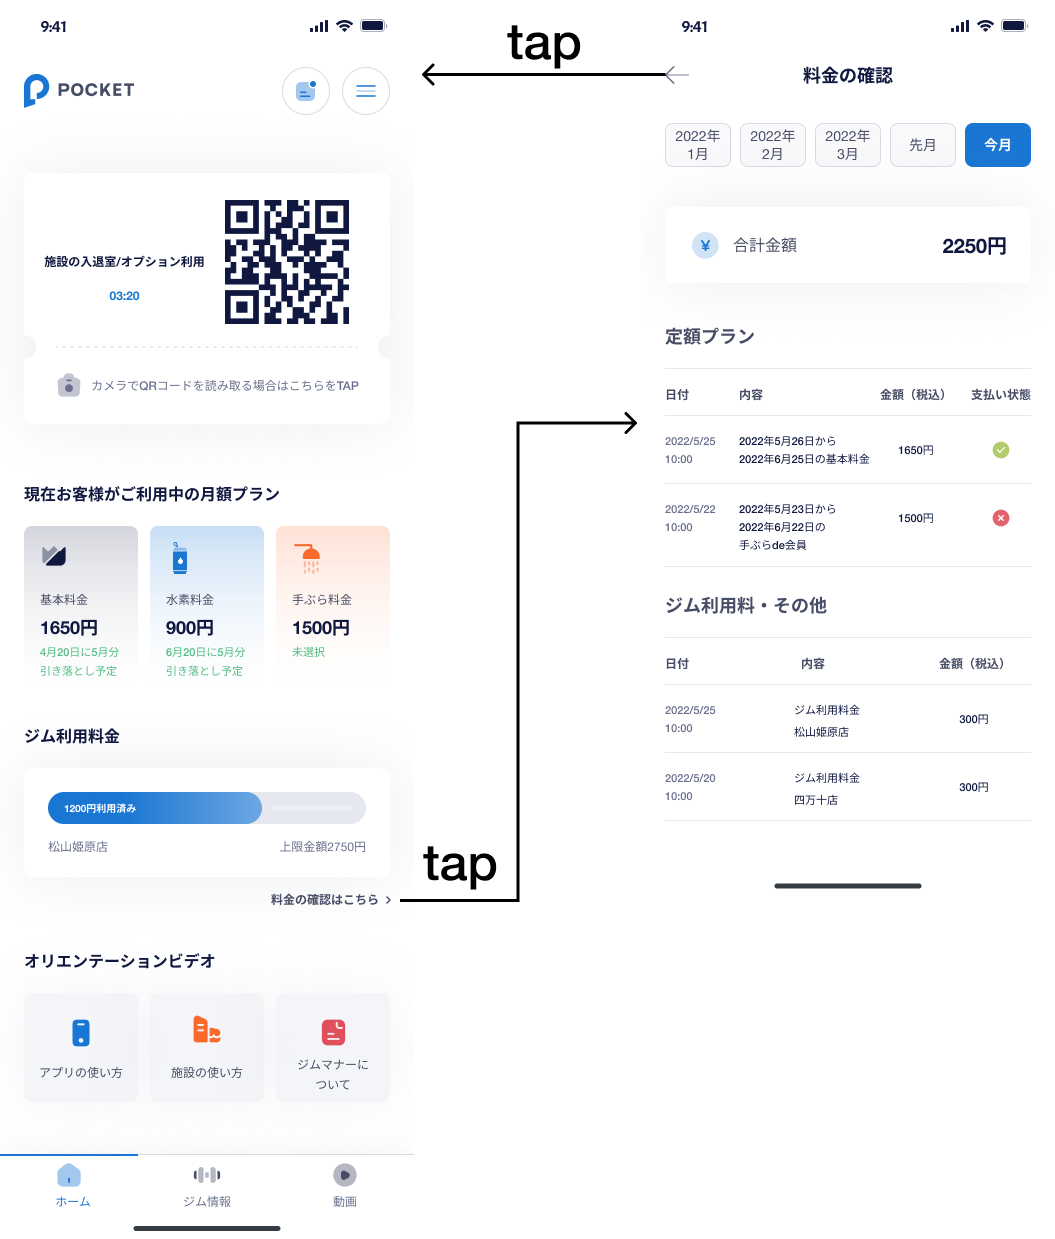 9:41
POCKET
施設の入退室/オプション利用
03:20
カメラでQRコードを読み取る場合はこちらをTAP
現在お客様がご利用中の月額プラン
基本料金
1650円
4月20日に5月分
引き落とし予定
水素料金
900円
6月20日に5月分
引き落とし予定
手ぶら料金
1500円
未選択
ジム利用料金
1200円利用済み
松山姫原店
上限金額2750円
料金の確認はこちら
オリエンテーションビデオ
アプリの使い方
施設の使い方
ジムマナーに
ついて
ホーム
ジム情報
動画
tap
tap
9:41
料金の確認
2022年
1月
2022年
2月
2022年
3月
先月
今月
¥
合計金額
2250円
定額プラン
日付 内容 金額（税込） 支払い状態
2022/5/25
10:00
2022年5月26日から
2022年6月25日の基本料金
1650円
2022/5/22
10:00
2022年5月23日から
2022年6月22日の
手ぶらde会員
1500円
ジム利用料・その他
日付 内容 金額（税込）
2022/5/25
10:00
ジム利用料金
松山姫原店
300円
2022/5/20
10:00
ジム利用料金
四万十店
300円